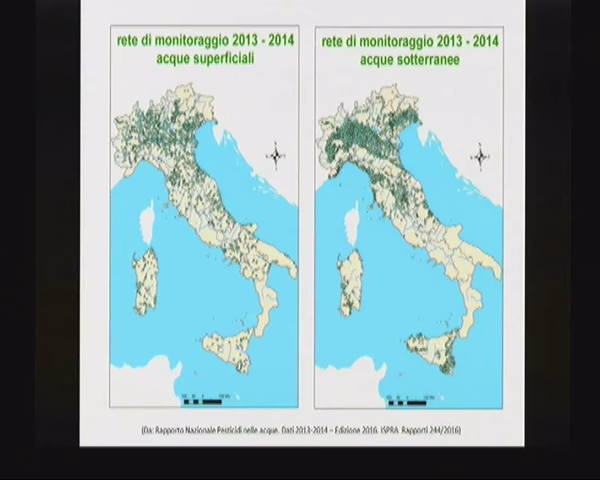 rete di monitoraggio 2013 - 2014
acque superficiali
rete di monitoraggio 2013 - 2014
acque sotterranee
(Da: Rapporto Nazionale Pesticidi nelle acque. Dati 2013-2014 – Edizione 2016. ISPRA Rapporti 244/2016)